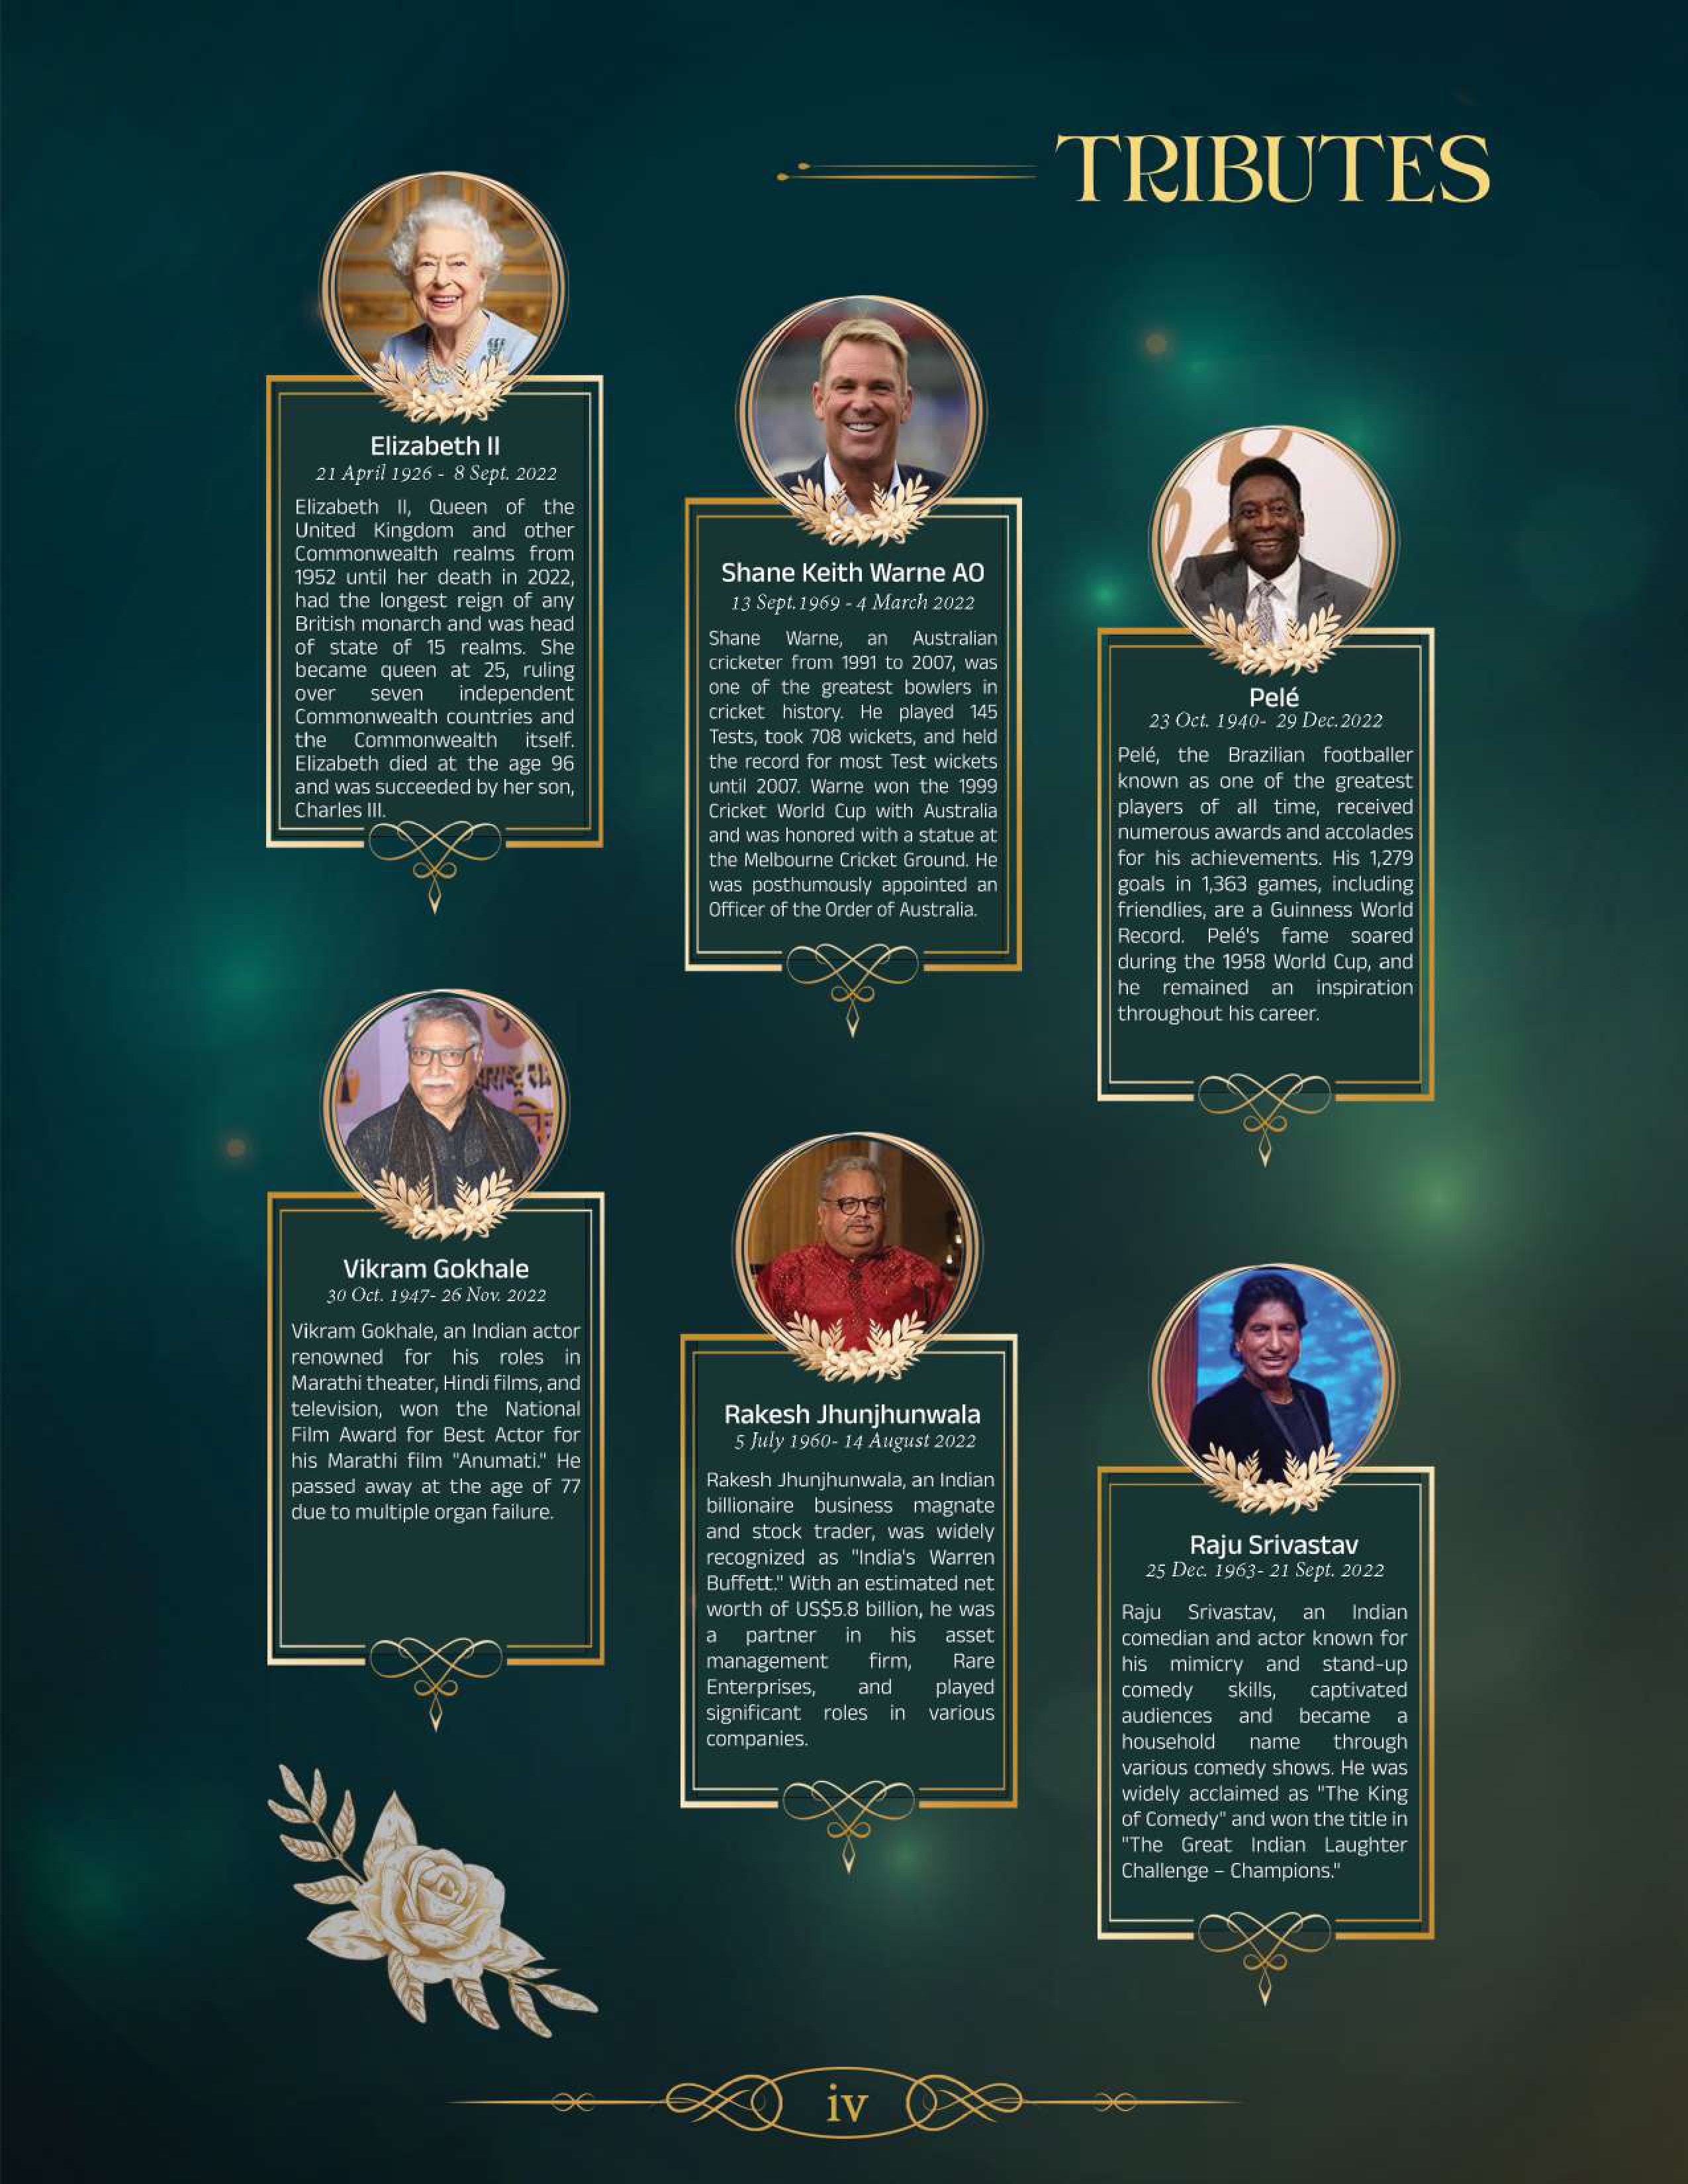 TRIBUTES
Elizabeth II
21 April 1926 - 8 Sept. 2022
Elizabeth II, Queen of the
United Kingdom and other
Commonwealth realms from
1952 until her death in 2022,
had the longest reign of any
British monarch and was head
of state of 15 realms. She
became queen at 25, ruling
over seven independent
Commonwealth countries and
the Commonwealth itself.
Elizabeth died at the age 96
and was succeeded by her son,
Charles III.
Shane Keith Warne AO
13 Sept.1969 - 4 March 2022
Shane Warne, an Australian
cricketer from 1991 to 2007, was
one of the greatest bowlers in
cricket history. He played 145
Tests, took 708 wickets, and held
the record for most Test wickets
until 2007. Warne won the 1999
Cricket World Cup with Australia
and was honored with a statue at
the Melbourne Cricket Ground. He
was posthumously appointed an
Officer of the Order of Australia.
Pelé
23 Oct. 1940- 29 Dec.2022
Pelé, the Brazilian footballer
known as one of the greatest
players of all time, received
numerous awards and accolades
for his achievements. His 1,279
goals in 1,363 games, including
friendlies, are a Guinness World
Record. Pelé's fame soared
during the 1958 World Cup, and
he remained an inspiration
throughout his career.
Vikram Gokhale
30 Oct. 1947- 26 Nov. 2022
Vikram Gokhale, an Indian actor
renowned for his roles in
Marathi theater, Hindi films, and
television, won the National
Film Award for Best Actor for
his Marathi film "Anumati." He
passed away at the age of 77
due to multiple organ failure.
Rakesh Jhunjhunwala
5 July 1960- 14 August 2022
Rakesh Jhunjhunwala, an Indian
billionaire business magnate
and stock trader, was widely
recognized as "India's Warren
Buffett." With an estimated net
worth of US$5.8 billion, he was
a partner in his asset
management firm, Rare
Enterprises, and played
significant roles in various
companies.
Raju Srivastav
25 Dec. 1963- 21 Sept. 2022
Raju Srivastav, an Indian
comedian and actor known for
his mimicry and stand-up
comedy skills, captivated
audiences and became a
household name through
various comedy shows. He was
widely acclaimed as "The King
of Comedy" and won the title in
"The Great Indian Laughter
Challenge – Champions."
iv